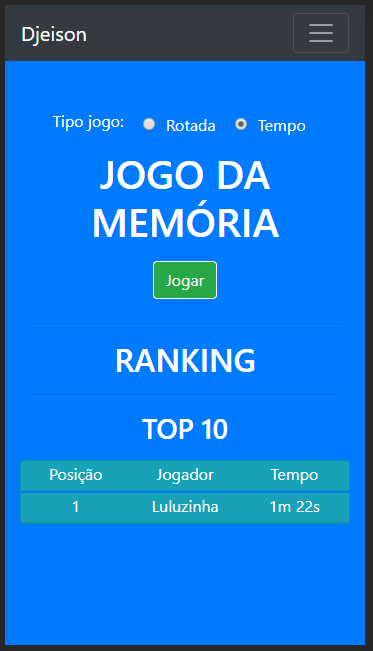 Djeison
Tipo jogo: Rotada Tempo
JOGO DA
MEMÓRIA
Jogar
RANKING
TOP 10
Posição Jogador Tempo
1 Luluzinha 1m 22s